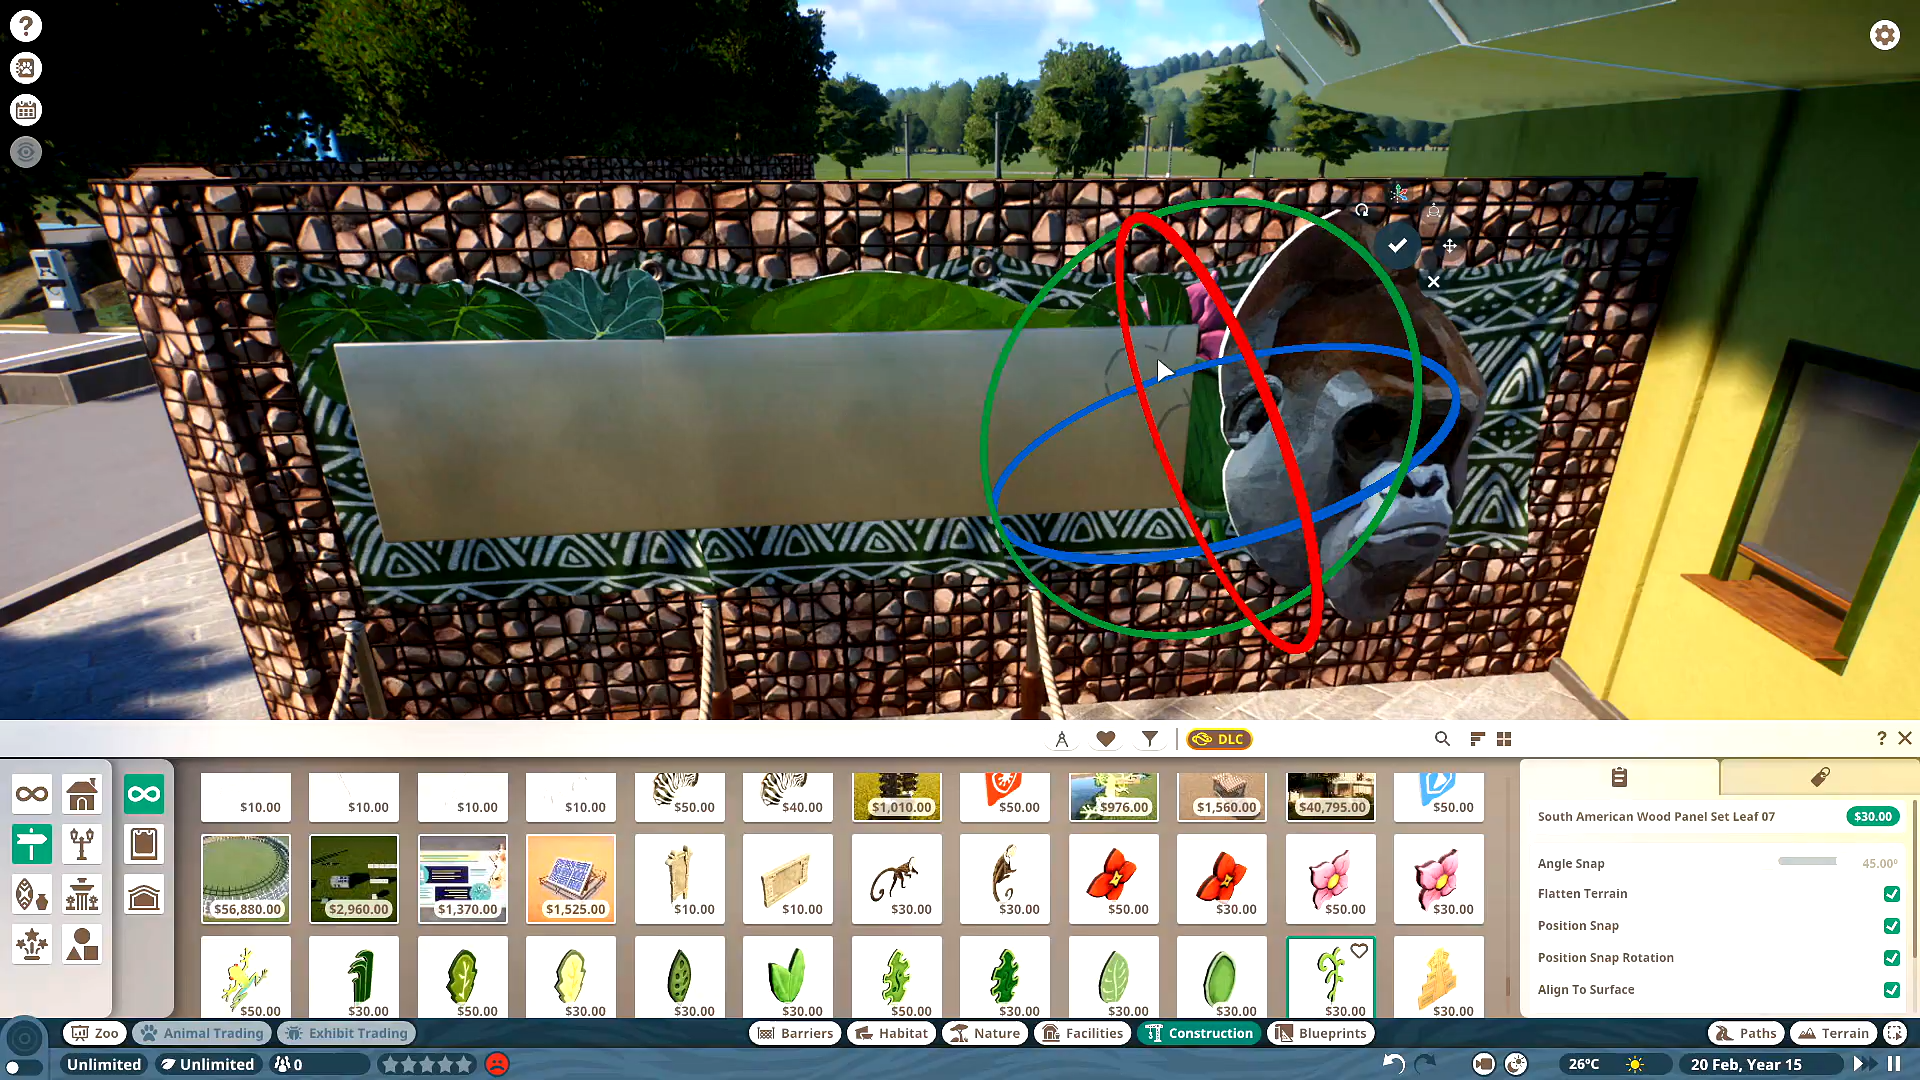 ?
DLC
?
$10.00 $10.00 $10.00 $10.00 $50.00 $40.00 $1,010.00 $50.00 $976.00 $1,560.00 $40,795.00 $50.00
$56,880.00 $2,960.00 $1,370.00 $1,525.00 $10.00 $10.00 $30.00 $30.00 $50.00 $30.00 $50.00 $30.00
$50.00 $30.00 $50.00 $30.00 $30.00 $30.00 $30.00 $30.00 $30.00 $30.00 $30.00 $30.00
South American Wood Panel Set Leaf 07 $30.00
Angle Snap 45.00°
Flatten Terrain
Position Snap
Position Snap Rotation
Align To Surface
Zoo Animal Trading Exhibit Trading Barriers Habitat Nature Facilities Construction Blueprints Paths Terrain
Unlimited Unlimited 0 26°C 20 Feb, Year 15